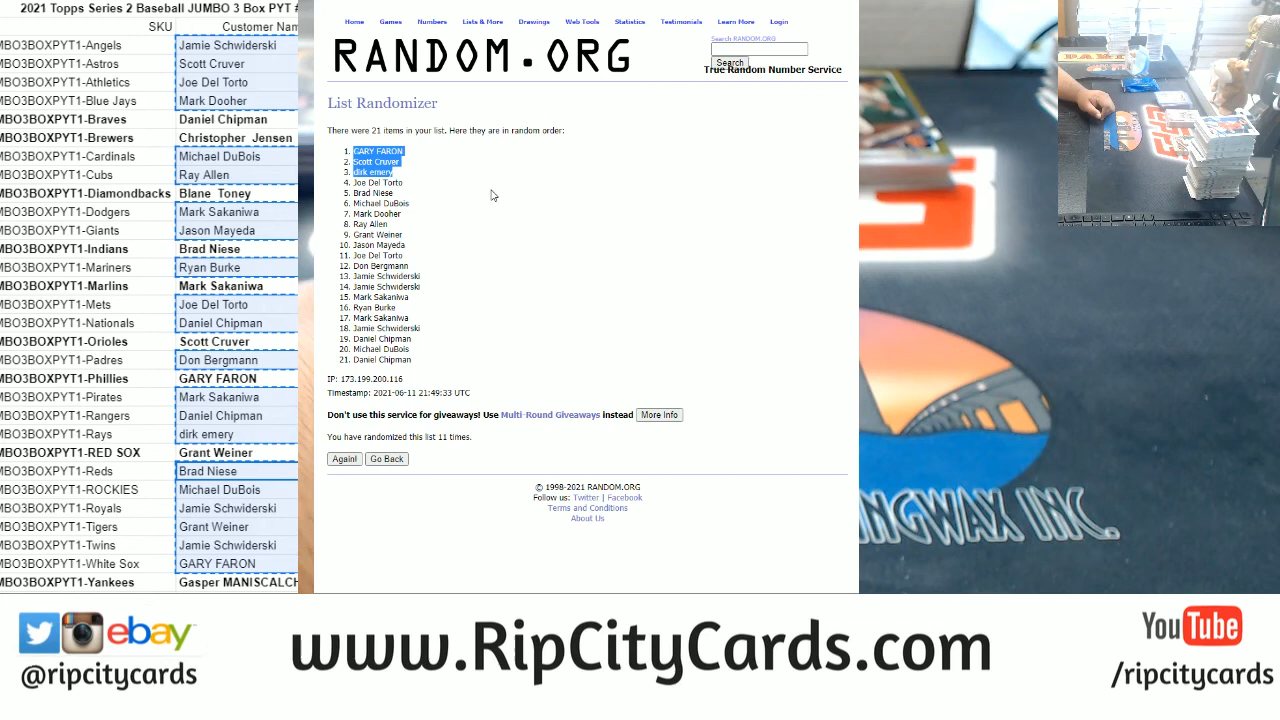 2021 Topps Series 2 Baseball JUMBO 3 Box PYT #
SKU Customer Nam
MBO3BOXPYT1-Angels Jamie Schwiderski
MBO3BOXPYT1-Astros Scott Cruver
MBO3BOXPYT1-Athletics Joe Del Torto
MBO3BOXPYT1-Blue Jays Mark Dooher
MBO3BOXPYT1-Braves Daniel Chipman
MBO3BOXPYT1-Brewers Christopher Jensen
MBO3BOXPYT1-Cardinals Michael DuBois
MBO3BOXPYT1-Cubs Ray Allen
MBO3BOXPYT1-Diamondbacks Blane Toney
MBO3BOXPYT1-Dodgers Mark Sakaniwa
MBO3BOXPYT1-Giants Jason Mayeda
MBO3BOXPYT1-Indians Brad Niese
MBO3BOXPYT1-Mariners Ryan Burke
MBO3BOXPYT1-Marlins Mark Sakaniwa
MBO3BOXPYT1-Mets Joe Del Torto
MBO3BOXPYT1-Nationals Daniel Chipman
MBO3BOXPYT1-Orioles Scott Cruver
MBO3BOXPYT1-Padres Don Bergmann
MBO3BOXPYT1-Phillies GARY FARON
MBO3BOXPYT1-Pirates Mark Sakaniwa
MBO3BOXPYT1-Rangers Daniel Chipman
MBO3BOXPYT1-Rays dirk emery
MBO3BOXPYT1-RED SOX Grant Weiner
MBO3BOXPYT1-Reds Brad Niese
MBO3BOXPYT1-ROCKIES Michael DuBois
MBO3BOXPYT1-Royals Jamie Schwiderski
MBO3BOXPYT1-Tigers Grant Weiner
MBO3BOXPYT1-Twins Jamie Schwiderski
MBO3BOXPYT1-White Sox GARY FARON
MBO3BOXPYT1-Yankees Gasper MANISCALCH
Home Games Numbers Lists & More Drawings Web Tools Statistics Testimonials Learn More Login
RANDOM.ORG
Search RANDOM.ORG
Search
True Random Number Service
List Randomizer
There were 21 items in your list. Here they are in random order:
1. GARY FARON
2. Scott Cruver
3. dirk emery
4. Joe Del Torto
5. Brad Niese
6. Michael DuBois
7. Mark Dooher
8. Ray Allen
9. Grant Weiner
10. Jason Mayeda
11. Joe Del Torto
12. Don Bergmann
13. Jamie Schwiderski
14. Jamie Schwiderski
15. Mark Sakaniwa
16. Ryan Burke
17. Mark Sakaniwa
18. Jamie Schwiderski
19. Daniel Chipman
20. Michael DuBois
21. Daniel Chipman
IP: 173.199.200.116
Timestamp: 2021-06-11 21:49:33 UTC
Don't use this service for giveaways! Use Multi-Round Giveaways instead More Info
You have randomized this list 11 times.
Again! Go Back
© 1998-2021 RANDOM.ORG
Follow us: Twitter | Facebook
Terms and Conditions
About Us
INGWAX INC.
ebay
@ripcitycards
www.RipCityCards.com
YouTube
/ripcitycards